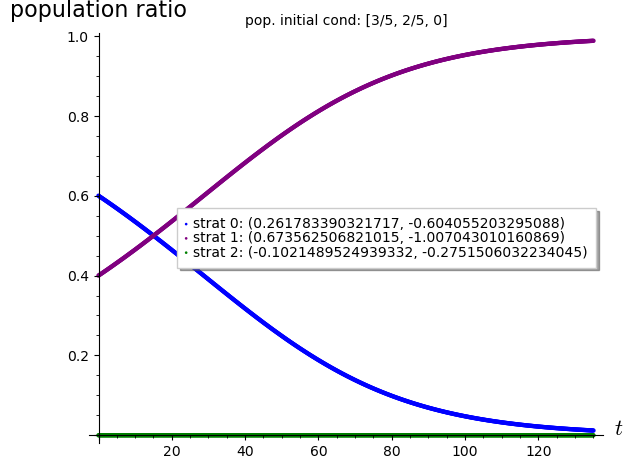 population ratio
pop. initial cond: [3/5, 2/5, 0]
1.0
0.8
0.6
strat 0: (0.261783390321717, -0.604055203295088)
strat 1: (0.673562506821015, -1.007043010160869)
strat 2: (-0.1021489524939332, -0.2751506032234045)
0.4
0.2
t
20 40 60 80 100 120